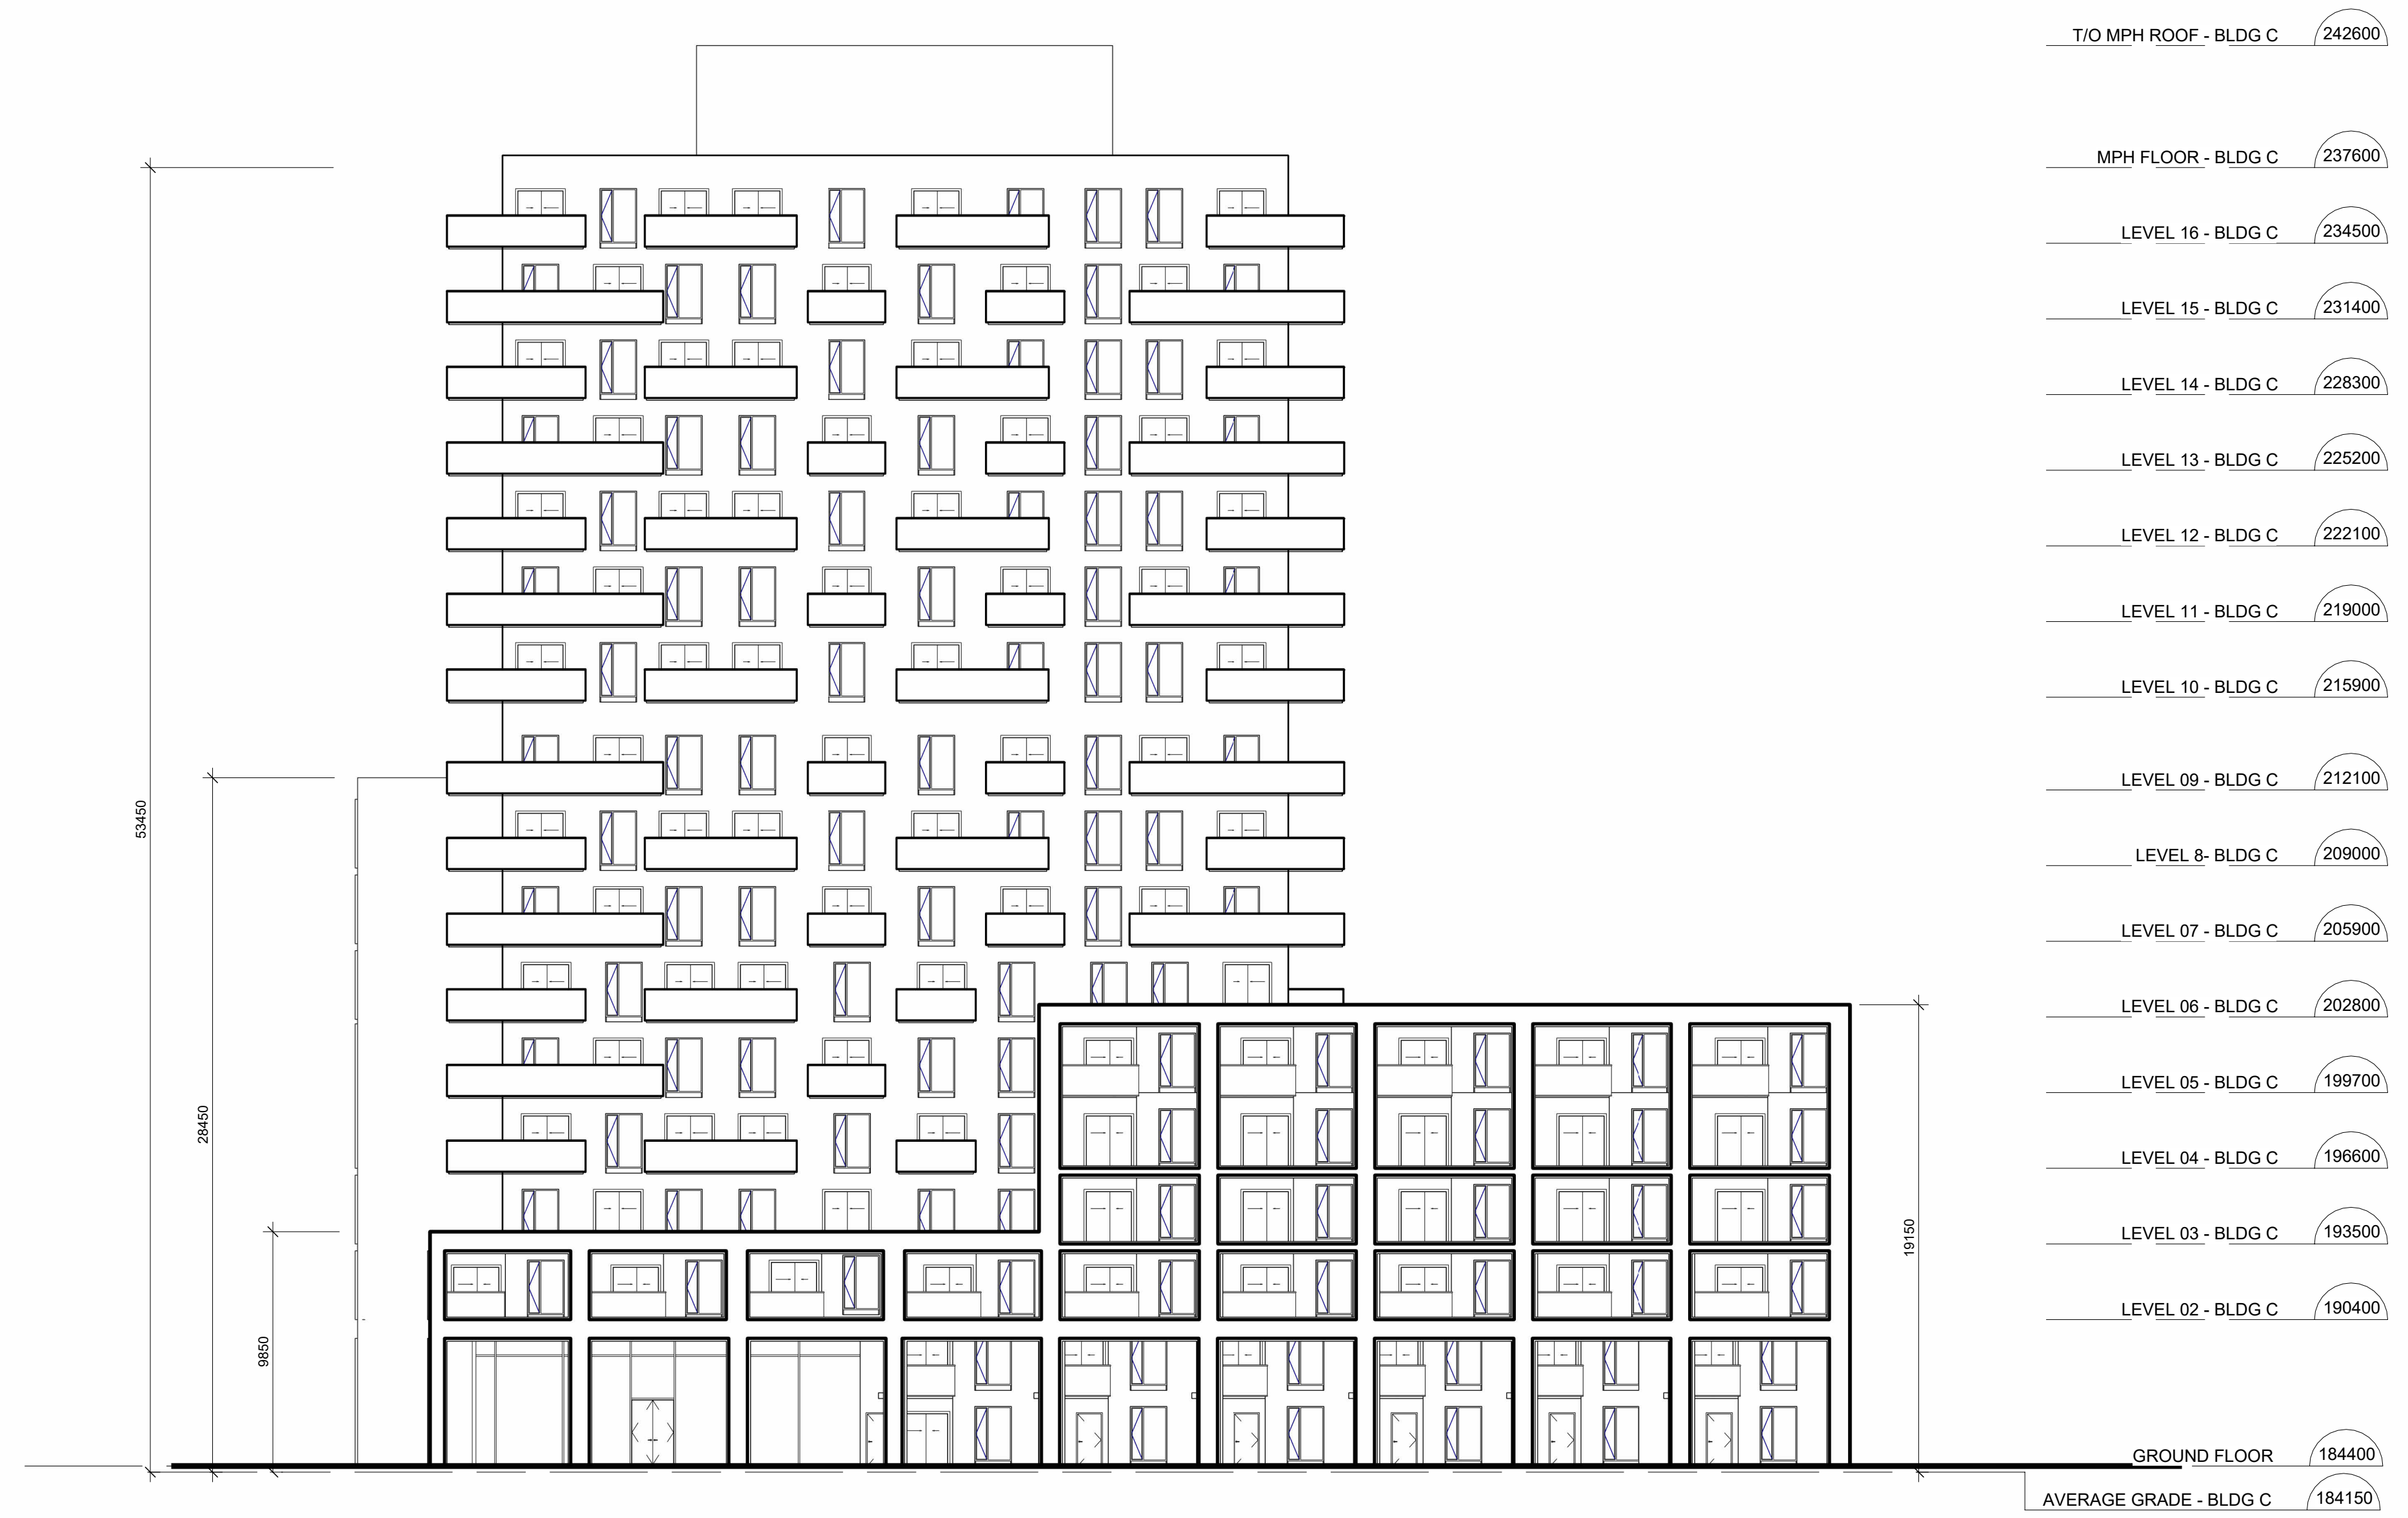 T/O MPH ROOF - BLDG C 242600
MPH FLOOR - BLDG C 237600
LEVEL 16 - BLDG C 234500
LEVEL 15 - BLDG C 231400
LEVEL 14 - BLDG C 228300
LEVEL 13 - BLDG C 225200
LEVEL 12 - BLDG C 222100
LEVEL 11 - BLDG C 219000
LEVEL 10 - BLDG C 215900
LEVEL 09 - BLDG C 212100
LEVEL 8- BLDG C 209000
LEVEL 07 - BLDG C 205900
LEVEL 06 - BLDG C 202800
LEVEL 05 - BLDG C 199700
LEVEL 04 - BLDG C 196600
LEVEL 03 - BLDG C 193500
LEVEL 02 - BLDG C 190400
GROUND FLOOR 184400
AVERAGE GRADE - BLDG C 184150
53450
28450
9850
19150